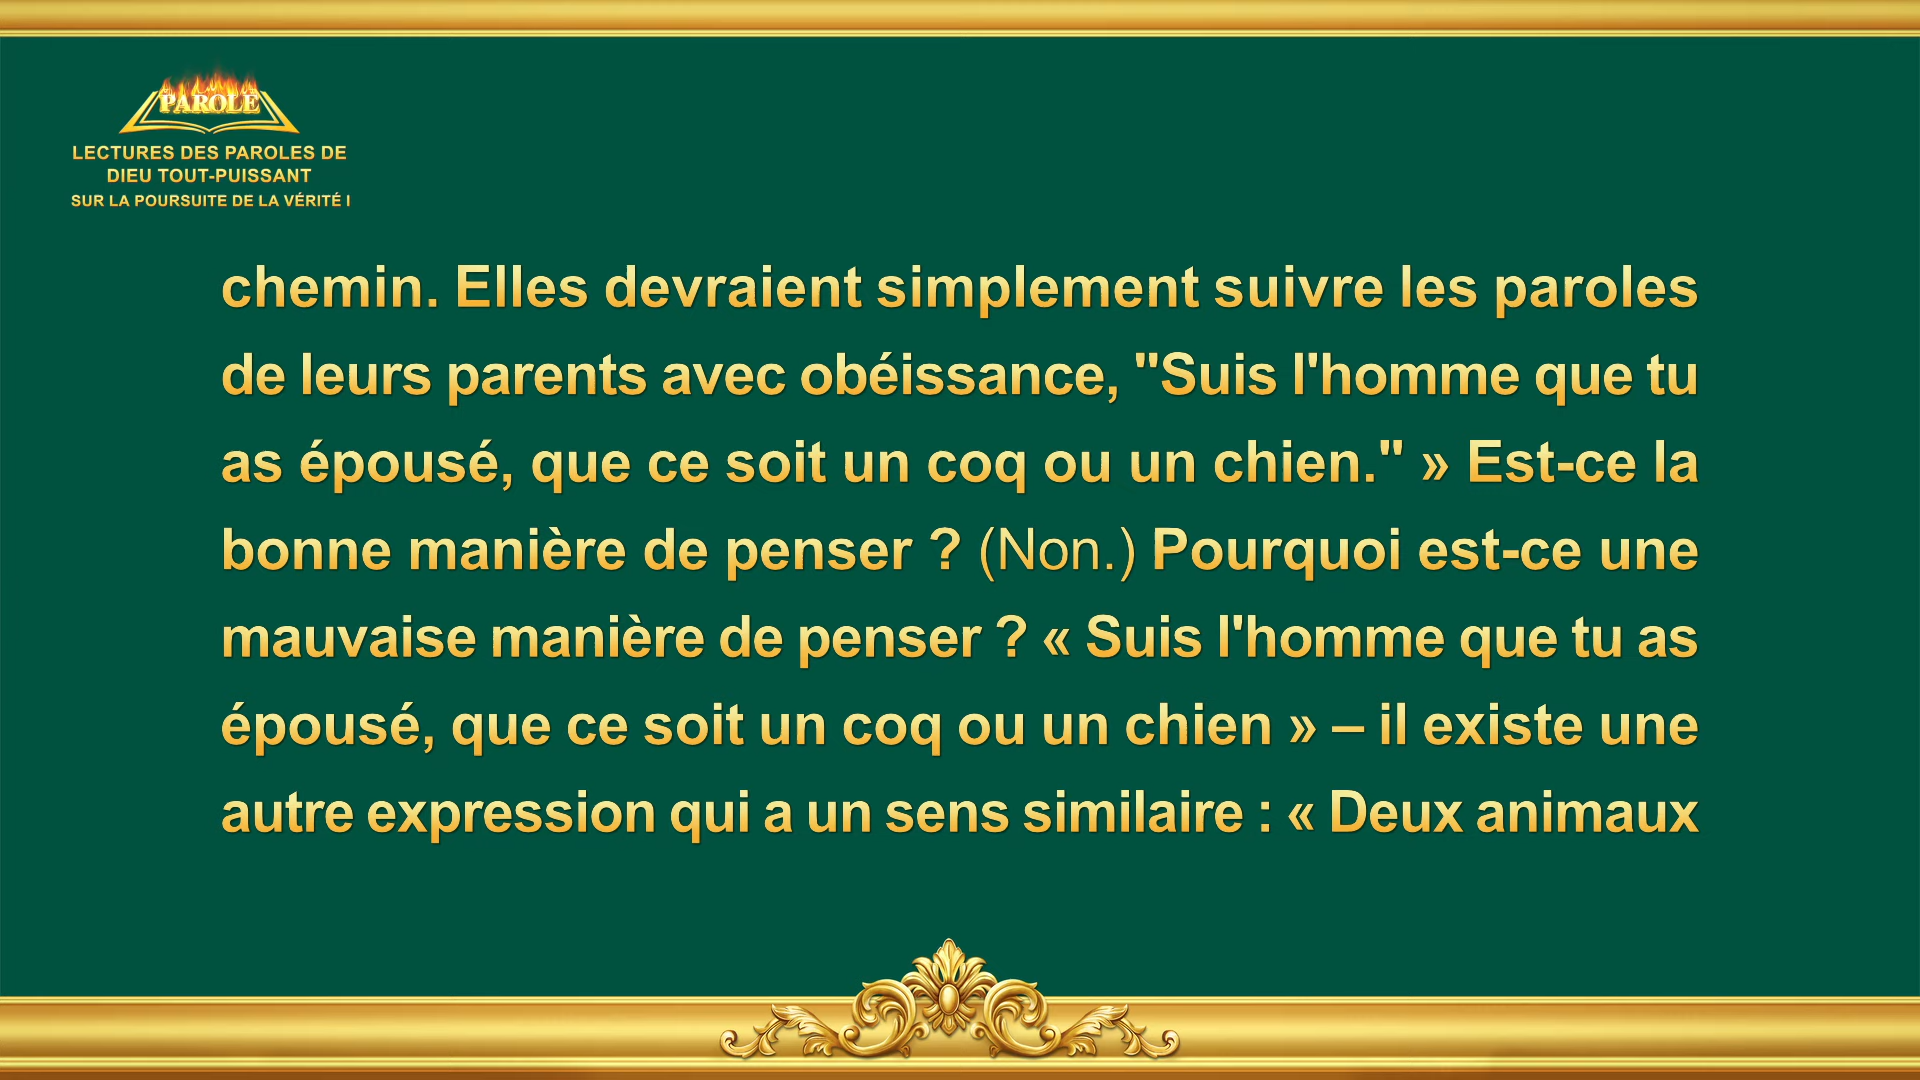 PAROLE
LECTURES DES PAROLES DE
DIEU TOUT-PUISSANT
SUR LA POURSUITE DE LA VÉRITÉ I
chemin. Elles devraient simplement suivre les paroles
de leurs parents avec obéissance, "Suis l'homme que tu
as épousé, que ce soit un coq ou un chien." » Est-ce la
bonne manière de penser ? (Non.) Pourquoi est-ce une
mauvaise manière de penser ? « Suis l'homme que tu as
épousé, que ce soit un coq ou un chien » – il existe une
autre expression qui a un sens similaire : « Deux animaux